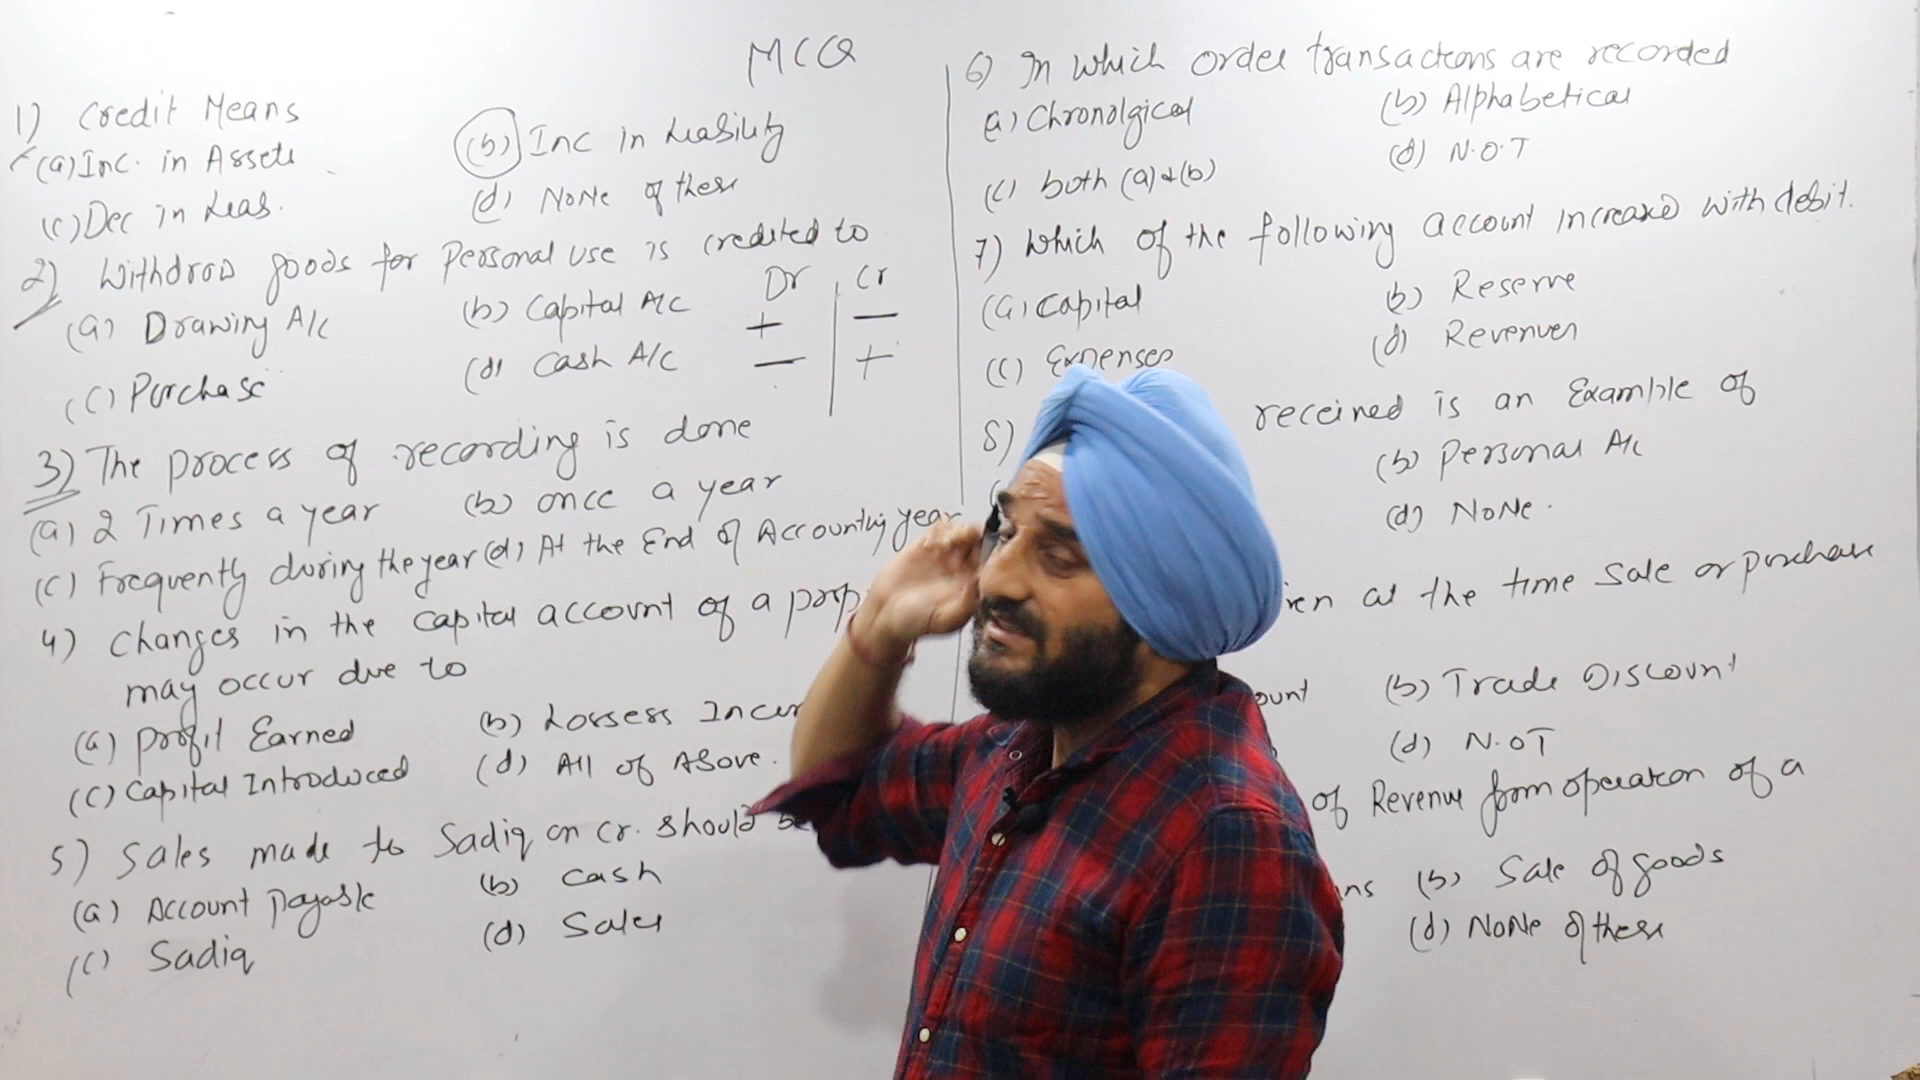 MCQ
1) Credit Means
(a) Inc. in Assets
(b) Inc in Leability
(c) Dec in Leas.
(d) NONe of these
2) Withdraw goods for Personal use is credited to
(a) Drawing A/c
(b) Capital A/c
(c) Purchase
(d) Cash A/c
Dr Cr
+ —
— +
3) The process of recording is done
(a) 2 Times a year
(b) once a year
(c) Frequently during the year (d) At the End of Accounting year
4) Changes in the capital account of a prop
may occur due to
(a) Profit Earned
(b) Lossess Incur
(c) Capital Introduced
(d) All of Above.
5) Sales made to Sadiq on cr. should be
(a) Account Payable
(b) Cash
(c) Sadiq
(d) Sales
6) In which order transactions are recorded
(a) Chronolgical
(b) Alphabetical
(c) both (a) & (b)
(d) N.O.T
7) Which of the following account increased with debit.
(a) Capital
(b) Reserve
(c) Expenses
(d) Revenues
8) received is an Example of
(b) Personal A/c
(d) NoNe.
at the time sale or purchase
ount
(b) Trade Discount
(d) N.OT
of Revenue from operation of a
ns
(b) Sale of goods
(d) NoNe of these